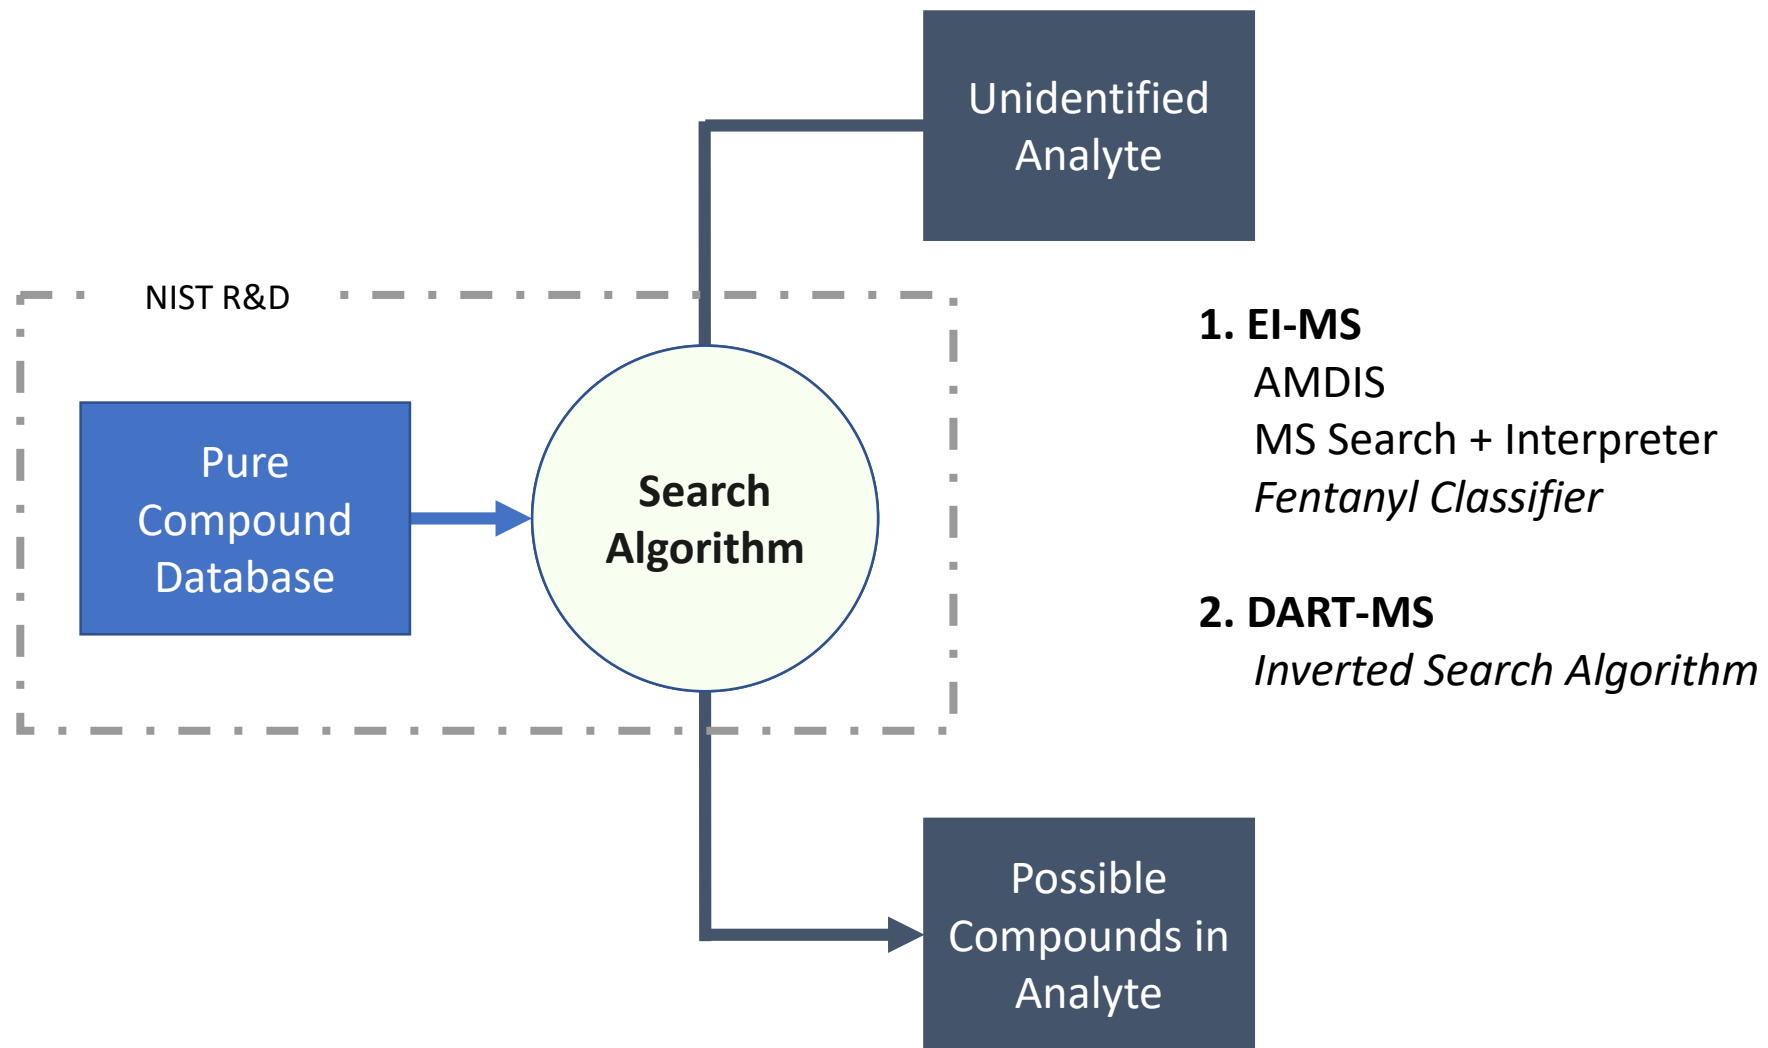 Unidentified
Analyte
NIST R&D
Pure
Compound
Database
Search
Algorithm
1. EI-MS
AMDIS
MS Search + Interpreter
Fentanyl Classifier
2. DART-MS
Inverted Search Algorithm
Possible
Compounds in
Analyte